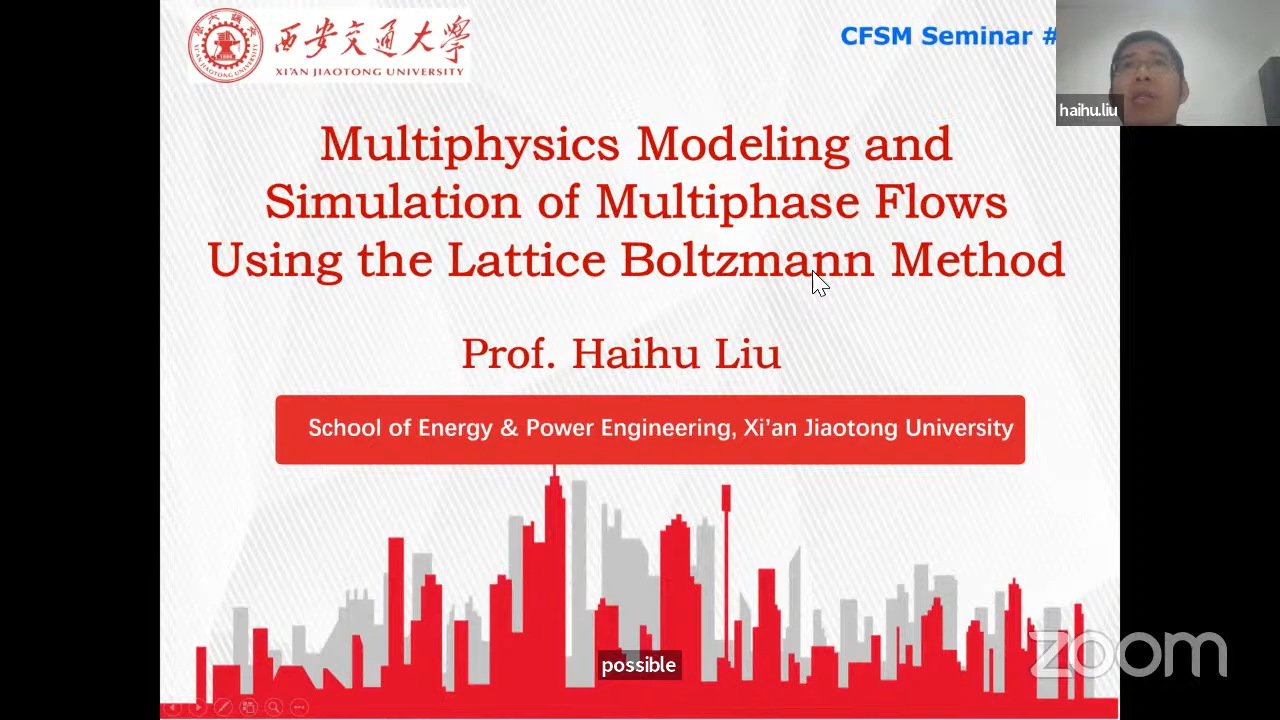 西安交通大学
XI'AN JIAOTONG UNIVERSITY
CFSM Seminar #
haihu.liu
Multiphysics Modeling and
Simulation of Multiphase Flows
Using the Lattice Boltzmann Method
Prof. Haihu Liu
School of Energy & Power Engineering, Xi’an Jiaotong University
possible
zoom